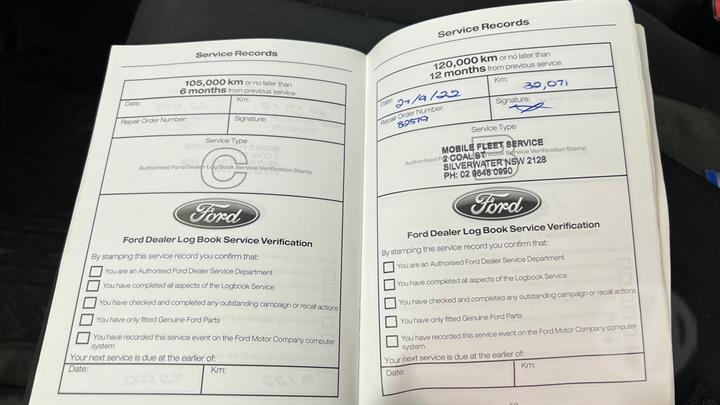 Service Records
105,000 km or no later than
6 months from previous service
Date:
Km:
Repair Order Number:
Signature:
Service Type
C
Authorised Ford Dealer Log Book Service Verification Stamp
Ford
Ford Dealer Log Book Service Verification
By stamping this service record you confirm that:
You are an Authorised Ford Dealer Service Department
You have completed all aspects of the Logbook Service
You have checked and completed any outstanding campaign or recall actions
You have only fitted Genuine Ford Parts
You have recorded this service event on the Ford Motor Company computer
system
Your next service is due at the earlier of:
Date:
Km:
Service Records
120,000 km or no later than
12 months from previous service
Date: 27/9/22
Km: 32,071
Repair Order Number:
82579
Signature:
Service Type
MOBILE FLEET SERVICE
2 COAL ST
SILVERWATER NSW 2128
PH: 02 9648 0990
Ford
Ford Dealer Log Book Service Verification
By stamping this service record you confirm that:
You are an Authorised Ford Dealer Service Department
You have completed all aspects of the Logbook Service
You have checked and completed any outstanding campaign or recall actions
You have only fitted Genuine Ford Parts
You have recorded this service event on the Ford Motor Company computer
system
Your next service is due at the earlier of:
Date:
Km: